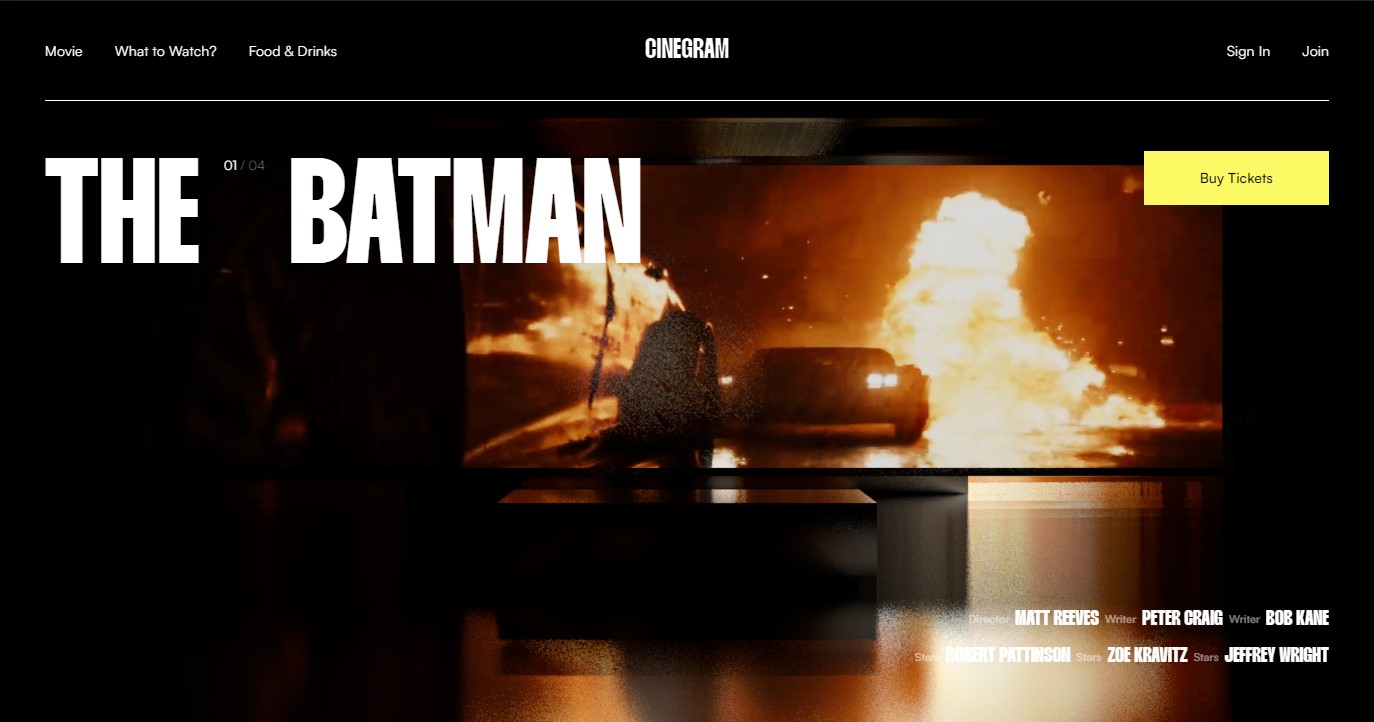 Movie What to Watch? Food & Drinks CINEGRAM Sign In Join
THE 01 / 04 BATMAN
Buy Tickets
Director MATT REEVES Writer PETER CRAIG Writer BOB KANE
Stars ROBERT PATTINSON Stars ZOE KRAVITZ Stars JEFFREY WRIGHT